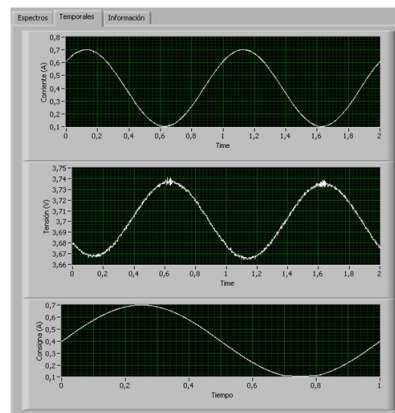 Espectros Temporales Información
Corriente (A)
0,8
0,7
0,6
0,5
0,4
0,3
0,2
0,1
0 0,2 0,4 0,6 0,8 1 1,2 1,4 1,6 1,8 2
Time
Tensión (V)
3,75
3,74
3,73
3,72
3,71
3,7
3,69
3,68
3,67
3,66
0 0,2 0,4 0,6 0,8 1 1,2 1,4 1,6 1,8 2
Time
Consigna (A)
0,7
0,6
0,5
0,4
0,3
0,2
0,1
0 0,2 0,4 0,6 0,8 1
Tiempo